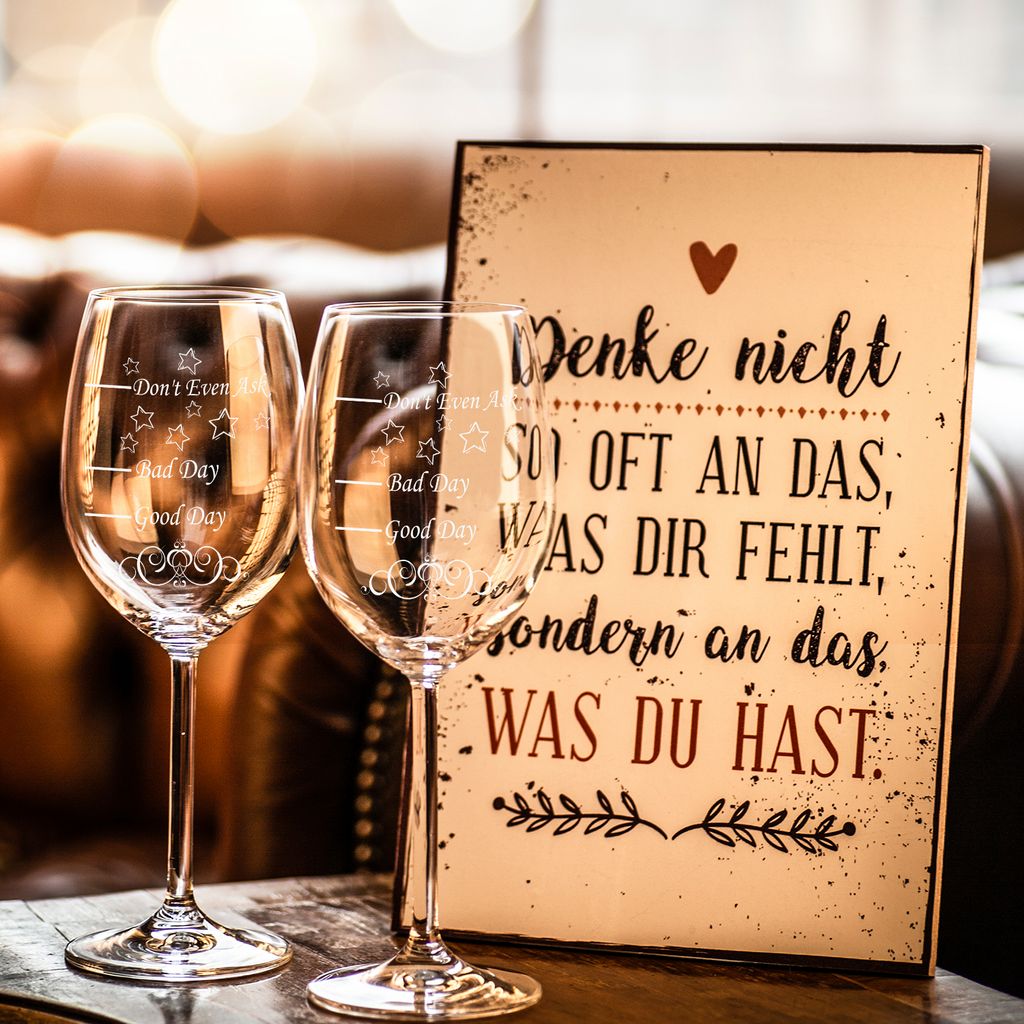 Don't Even Ask
Bad Day
Good Day
Don't Even Ask
Bad Day
Good Day
Denke nicht
SO OFT AN DAS,
WAS DIR FEHLT,
sondern an das,
WAS DU HAST.